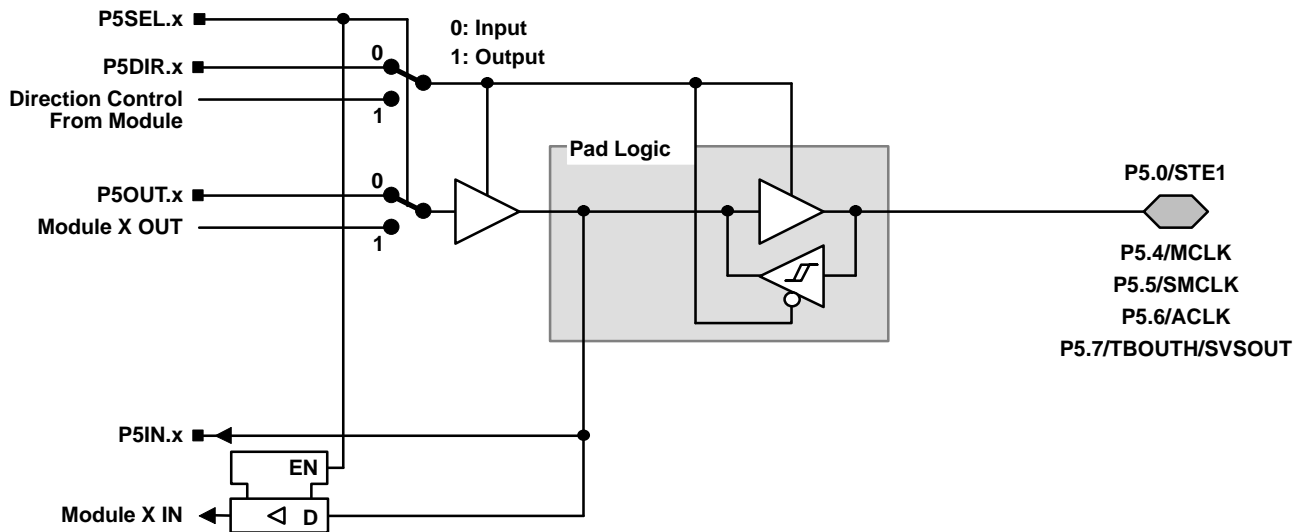 P5SEL.x
0: Input
1: Output
0
P5DIR.x
Direction Control
From Module
1
Pad Logic
P5.0/STE1
0
P5OUT.x
Module X OUT
1
P5.4/MCLK
P5.5/SMCLK
P5.6/ACLK
P5.7/TBOUTH/SVSOUT
P5IN.x
EN
Module X IN
D